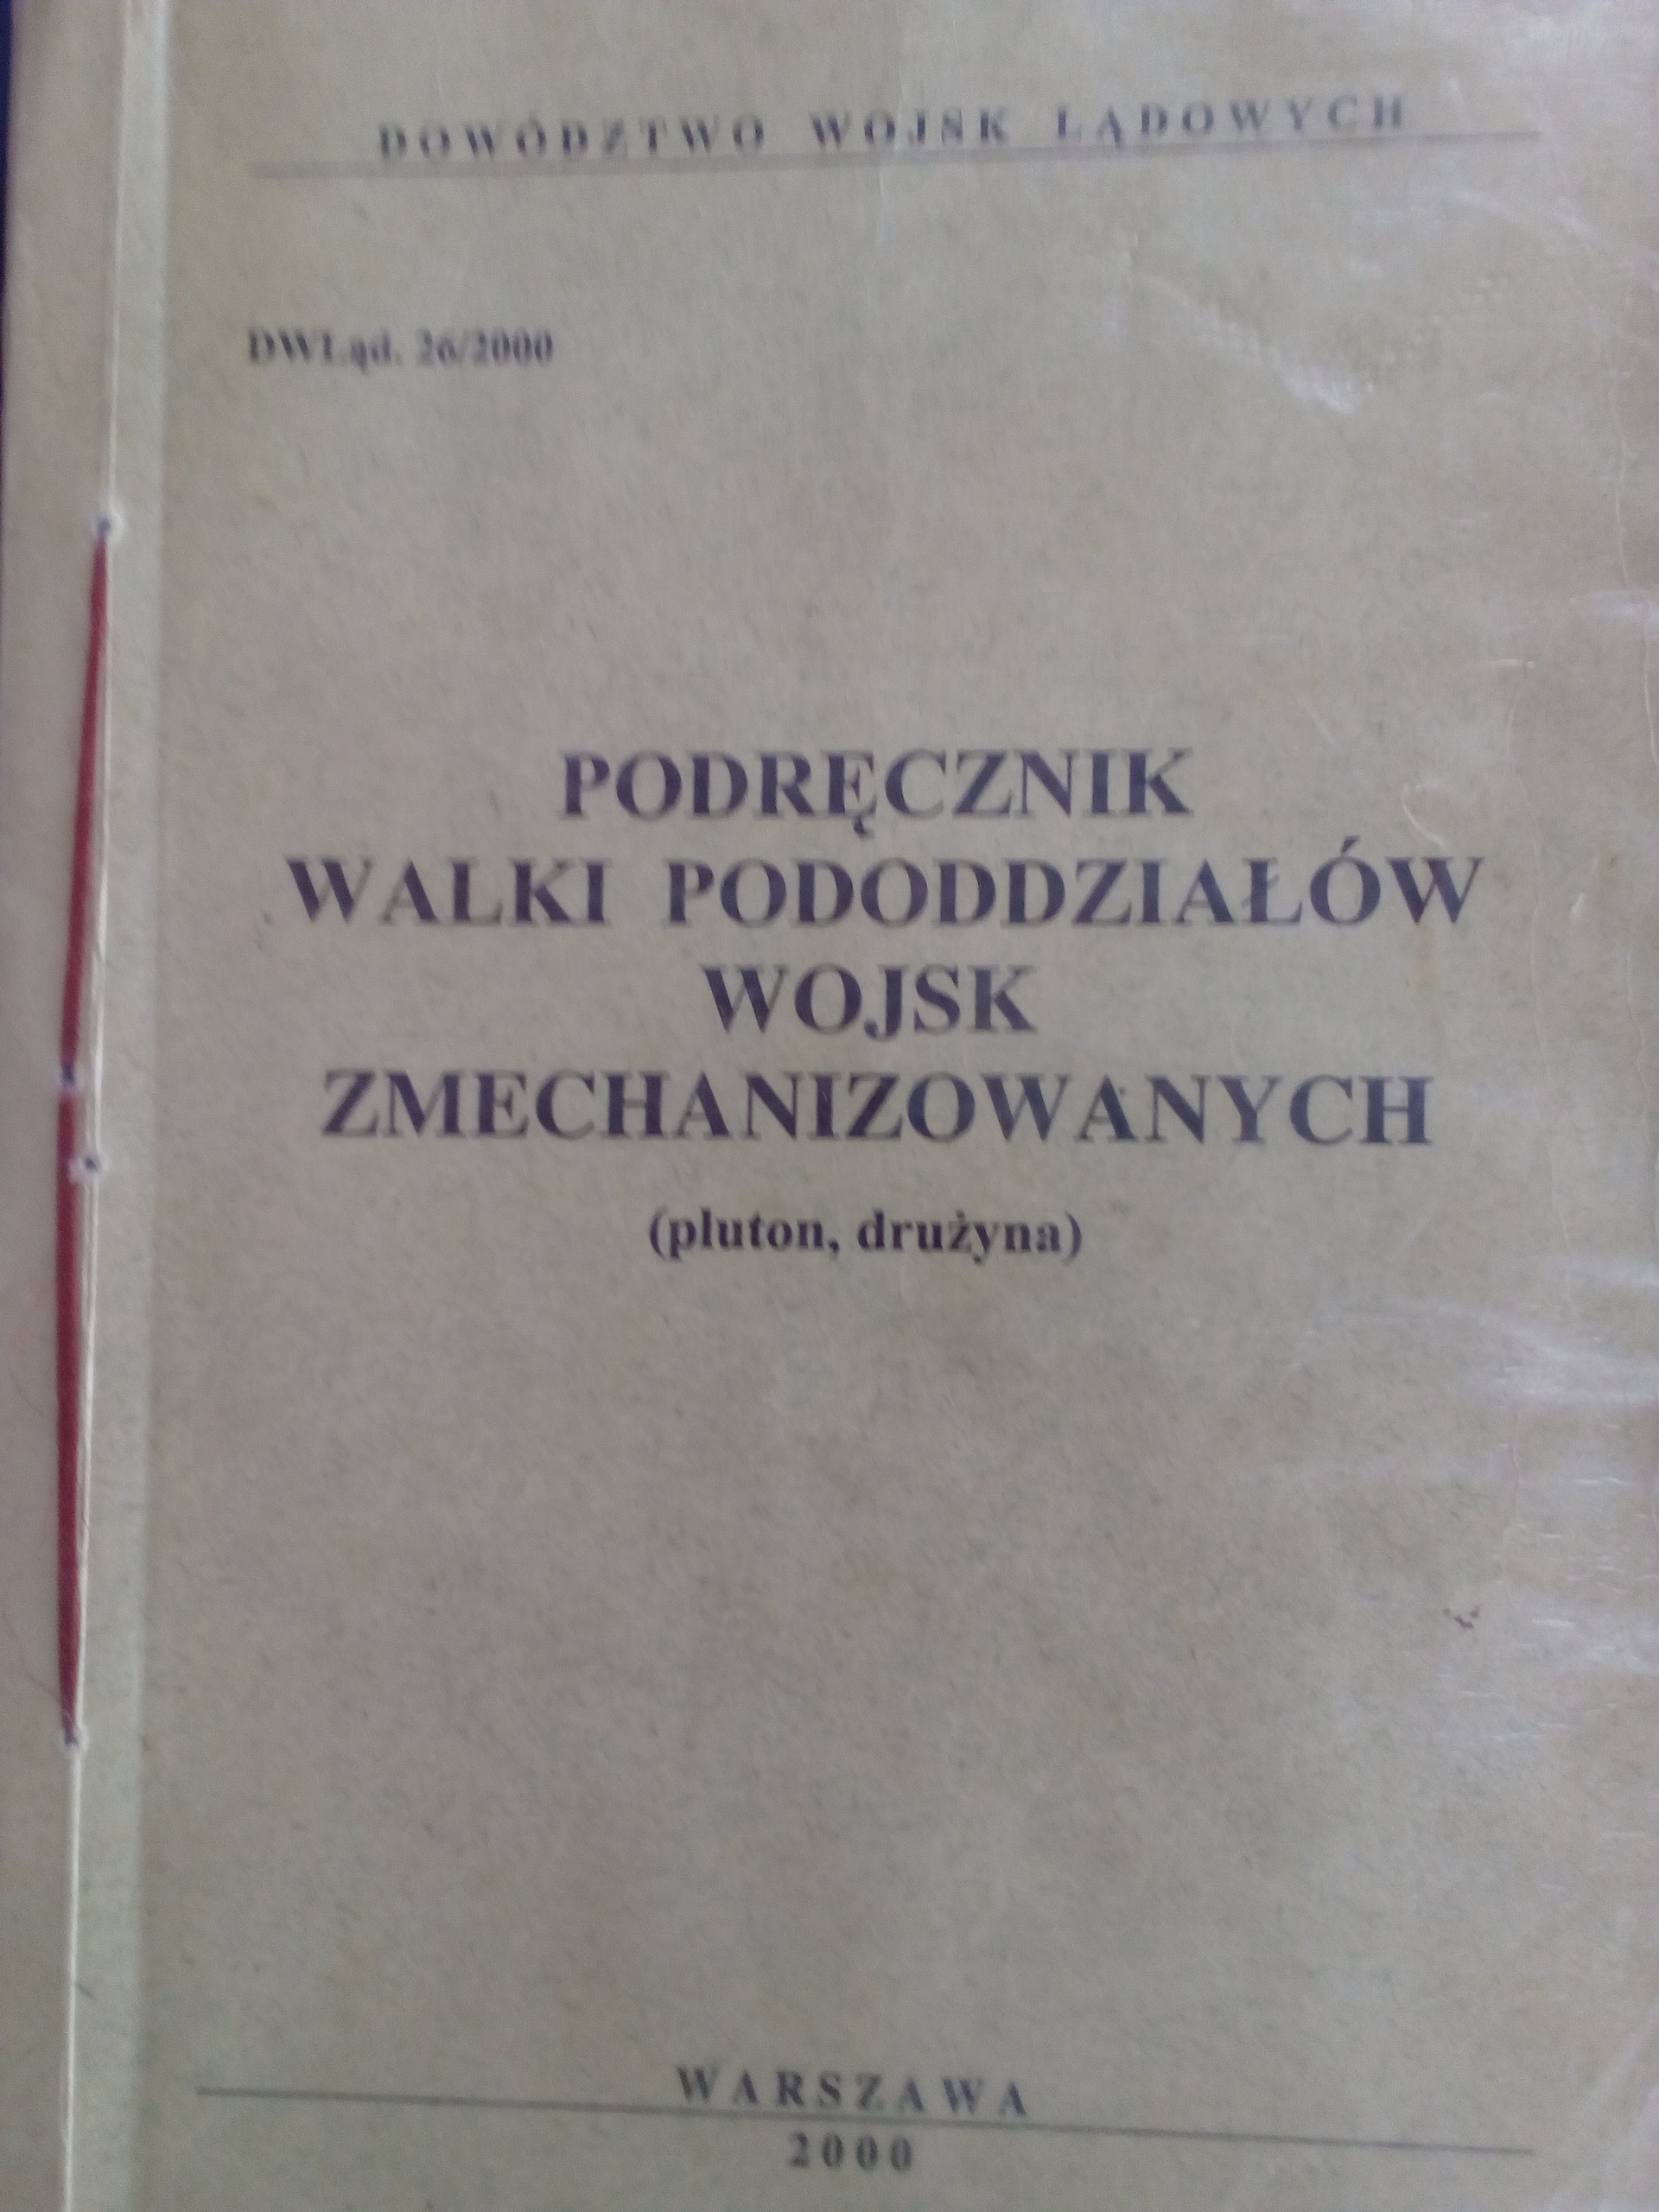 DOWÓDZTWO WOJSK LĄDOWYCH
DWLąd. 26/2000
PODRĘCZNIK
WALKI PODODDZIAŁÓW
WOJSK
ZMECHANIZOWANYCH
(pluton, drużyna)
WARSZAWA
2000